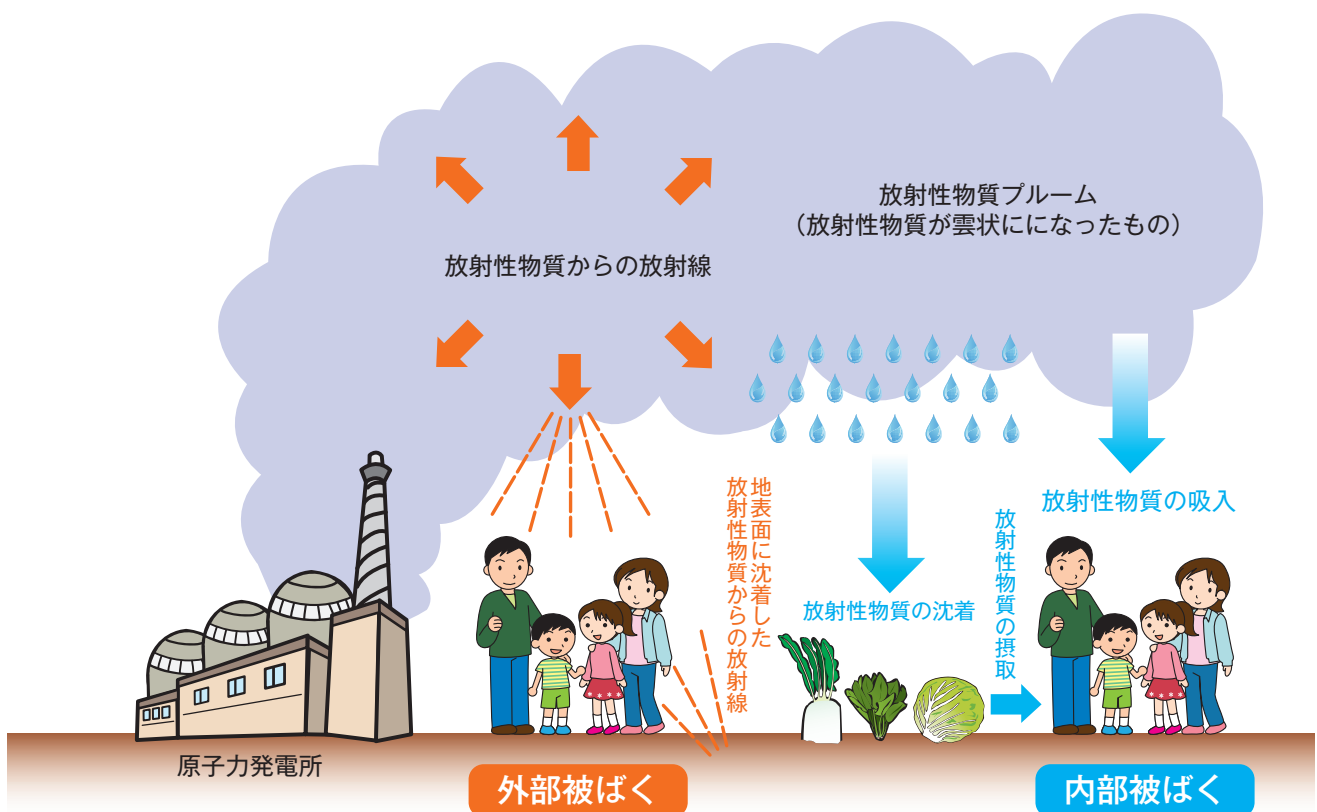 放射性物質プルーム
（放射性物質が雲状にになったもの）
放射性物質からの放射線
地表面に沈着した
放射性物質からの放射線
放射性物質の沈着
放射性物質の摂取
放射性物質の吸入
原子力発電所
外部被ばく
内部被ばく